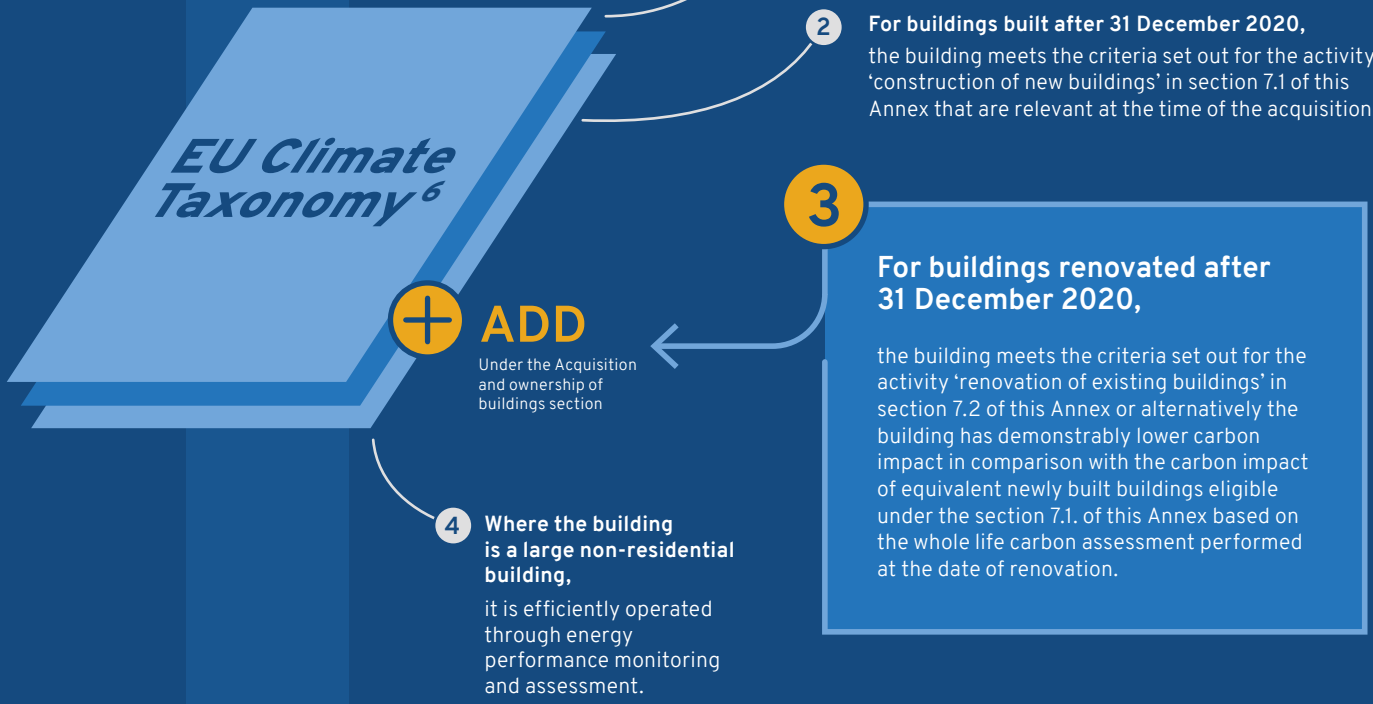 2
For buildings built after 31 December 2020,
the building meets the criteria set out for the activity
‘construction of new buildings’ in section 7.1 of this
Annex that are relevant at the time of the acquisition
EU Climate
Taxonomy 6
3
For buildings renovated after
31 December 2020,
the building meets the criteria set out for the
activity ‘renovation of existing buildings’ in
section 7.2 of this Annex or alternatively the
building has demonstrably lower carbon
impact in comparison with the carbon impact
of equivalent newly built buildings eligible
under the section 7.1. of this Annex based on
the whole life carbon assessment performed
at the date of renovation.
ADD
Under the Acquisition
and ownership of
buildings section
4
Where the building
is a large non-residential
building,
it is efficiently operated
through energy
performance monitoring
and assessment.